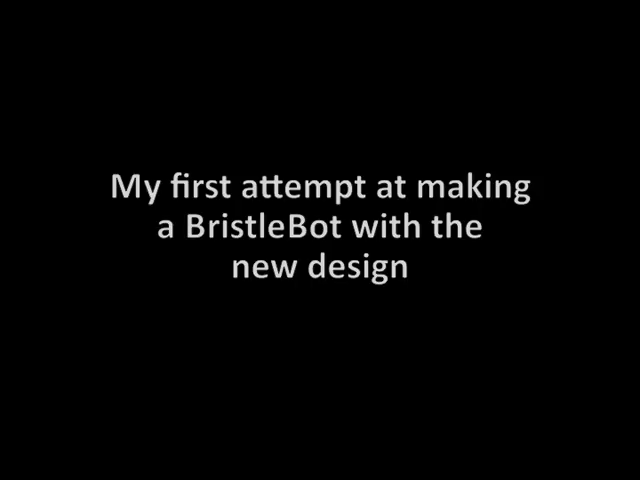 My first attempt at making
a BristleBot with the
new design